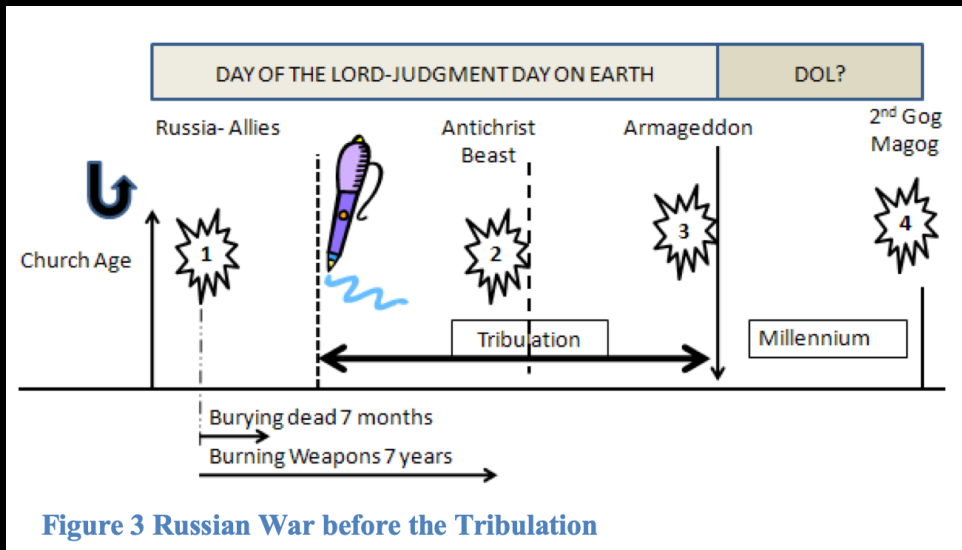 DAY OF THE LORD-JUDGMENT DAY ON EARTH
DOL?
Russia- Allies
Antichrist
Beast
Armageddon
2nd Gog
Magog
Church Age
1
2
3
4
Tribulation
Millennium
Burying dead 7 months
Burning Weapons 7 years
Figure 3 Russian War before the Tribulation